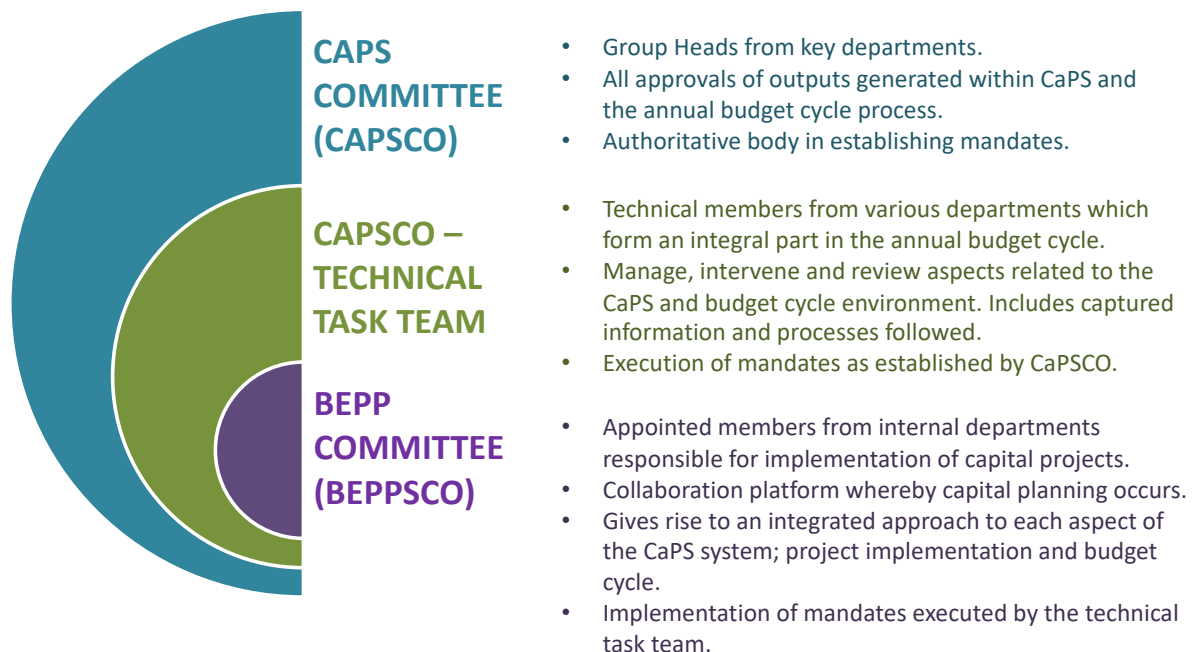 CAPS
COMMITTEE
(CAPSCO)
• Group Heads from key departments.
• All approvals of outputs generated within CaPS and
the annual budget cycle process.
• Authoritative body in establishing mandates.
CAPSCO –
TECHNICAL
TASK TEAM
• Technical members from various departments which
form an integral part in the annual budget cycle.
• Manage, intervene and review aspects related to the
CaPS and budget cycle environment. Includes captured
information and processes followed.
• Execution of mandates as established by CaPSCO.
BEPP
COMMITTEE
(BEPPSCO)
• Appointed members from internal departments
responsible for implementation of capital projects.
• Collaboration platform whereby capital planning occurs.
• Gives rise to an integrated approach to each aspect of
the CaPS system; project implementation and budget
cycle.
• Implementation of mandates executed by the technical
task team.